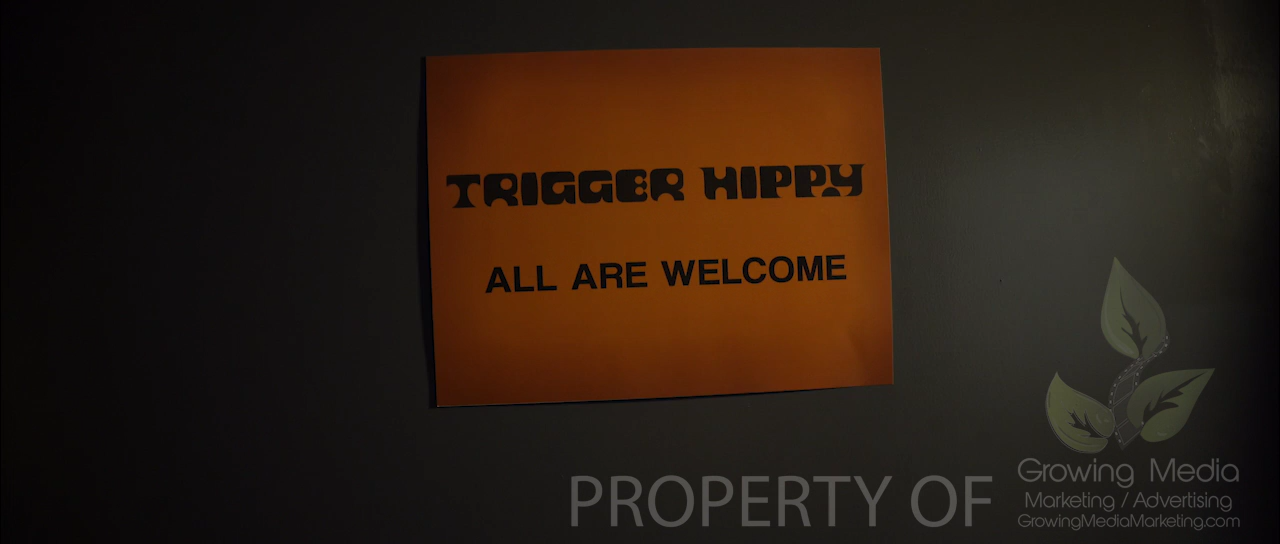 TRIGGER HIPPY
ALL ARE WELCOME
PROPERTY OF
Growing Media
Marketing / Advertising
GrowingMediaMarketing.com